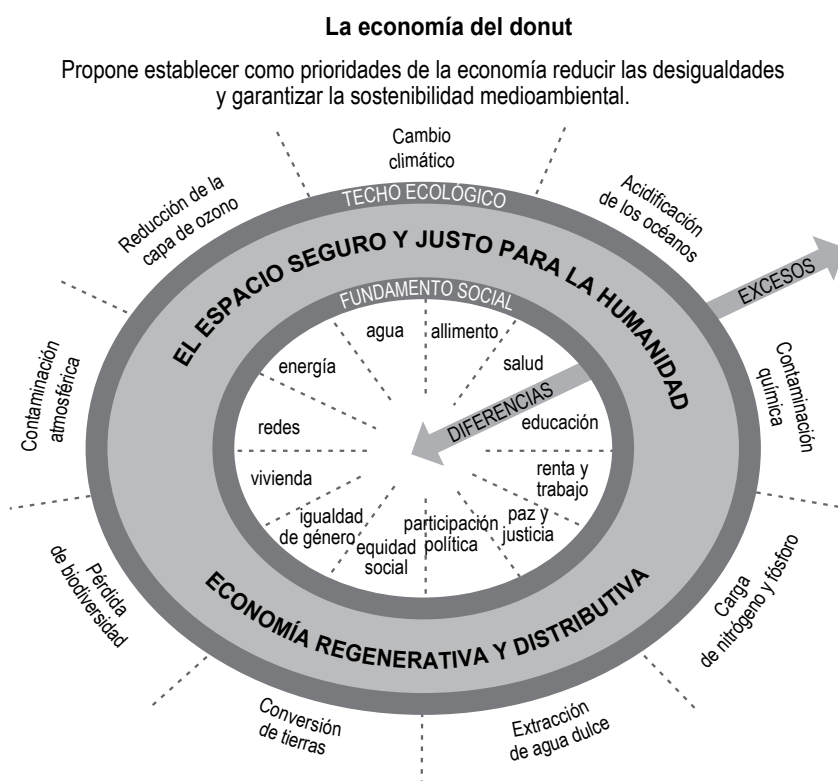 La economía del donut
Propone establecer como prioridades de la economía reducir las desigualdades
y garantizar la sostenibilidad medioambiental.
Cambio
climático
Reducción de la
capa de ozono
Acidificación
de los océanos
TECHO ECOLÓGICO
EL ESPACIO SEGURO Y JUSTO PARA LA HUMANIDAD
EXCESOS
FUNDAMENTO SOCIAL
agua
allimento
energía
salud
DIFERENCIAS
Contaminación
atmosférica
Contaminación
química
redes
educación
vivienda
renta y
trabajo
igualdad
de género
equidad
social
participación
política
paz y
justicia
ECONOMÍA REGENERATIVA Y DISTRIBUTIVA
Pérdida
de biodiversidad
Carga
de nitrógeno y fósforo
Conversión
de tierras
Extracción
de agua dulce